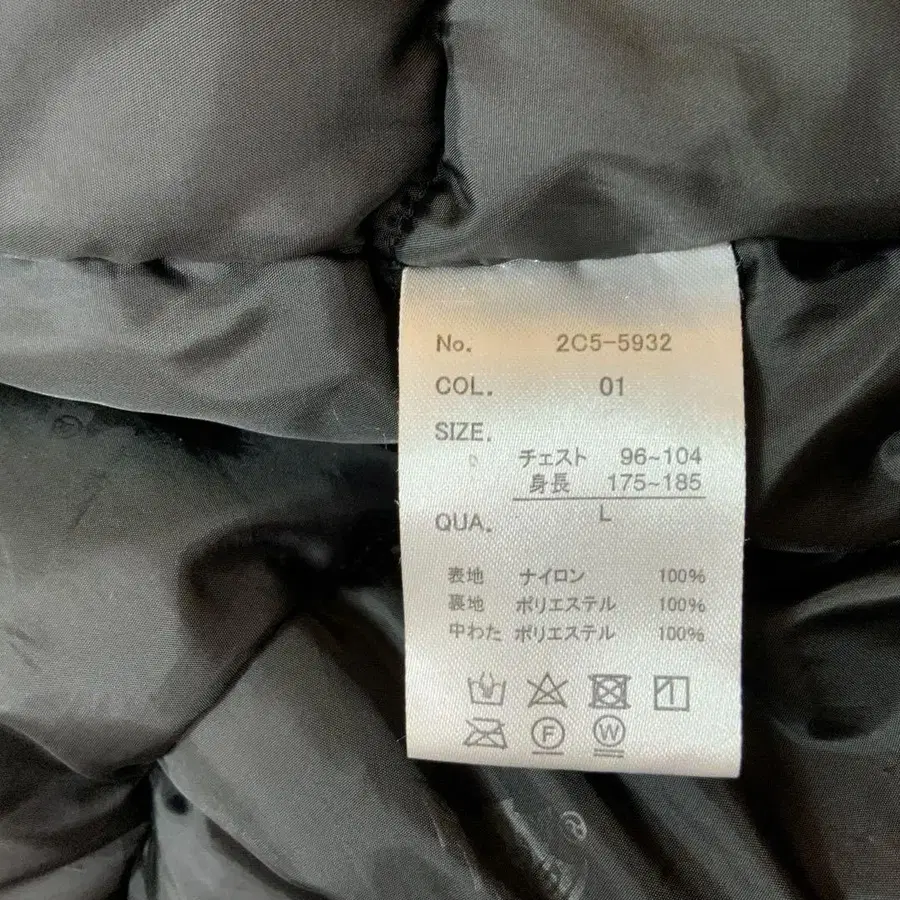 No. 2C5-5932
COL. 01
SIZE.
チェスト 96~104
身長 175~185
L
QUA.
表地 ナイロン 100%
裏地 ポリエステル 100%
中わた ポリエステル 100%
F W